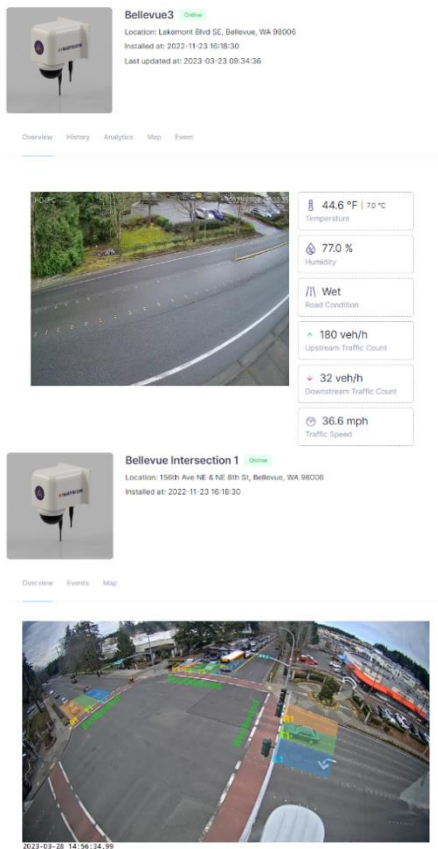 Bellevue3 Online
Location: Lakemont Blvd SE, Bellevue, WA 98006
Installed at: 2022-11-23 16:18:30
Last updated at: 2023-03-23 09:34:36
Overview History Analytics Map Event
44.6 °F | 7.0 °C
Temperature
77.0 %
Humidity
Wet
Road Condition
180 veh/h
Upstream Traffic Count
32 veh/h
Downstream Traffic Count
36.6 mph
Traffic Speed
Bellevue Intersection 1 Online
Location: 156th Ave NE & NE 8th St, Bellevue, WA 98008
Installed at: 2022-11-23 16:18:30
Overview Events Map
2023-03-28 14:56:34.99